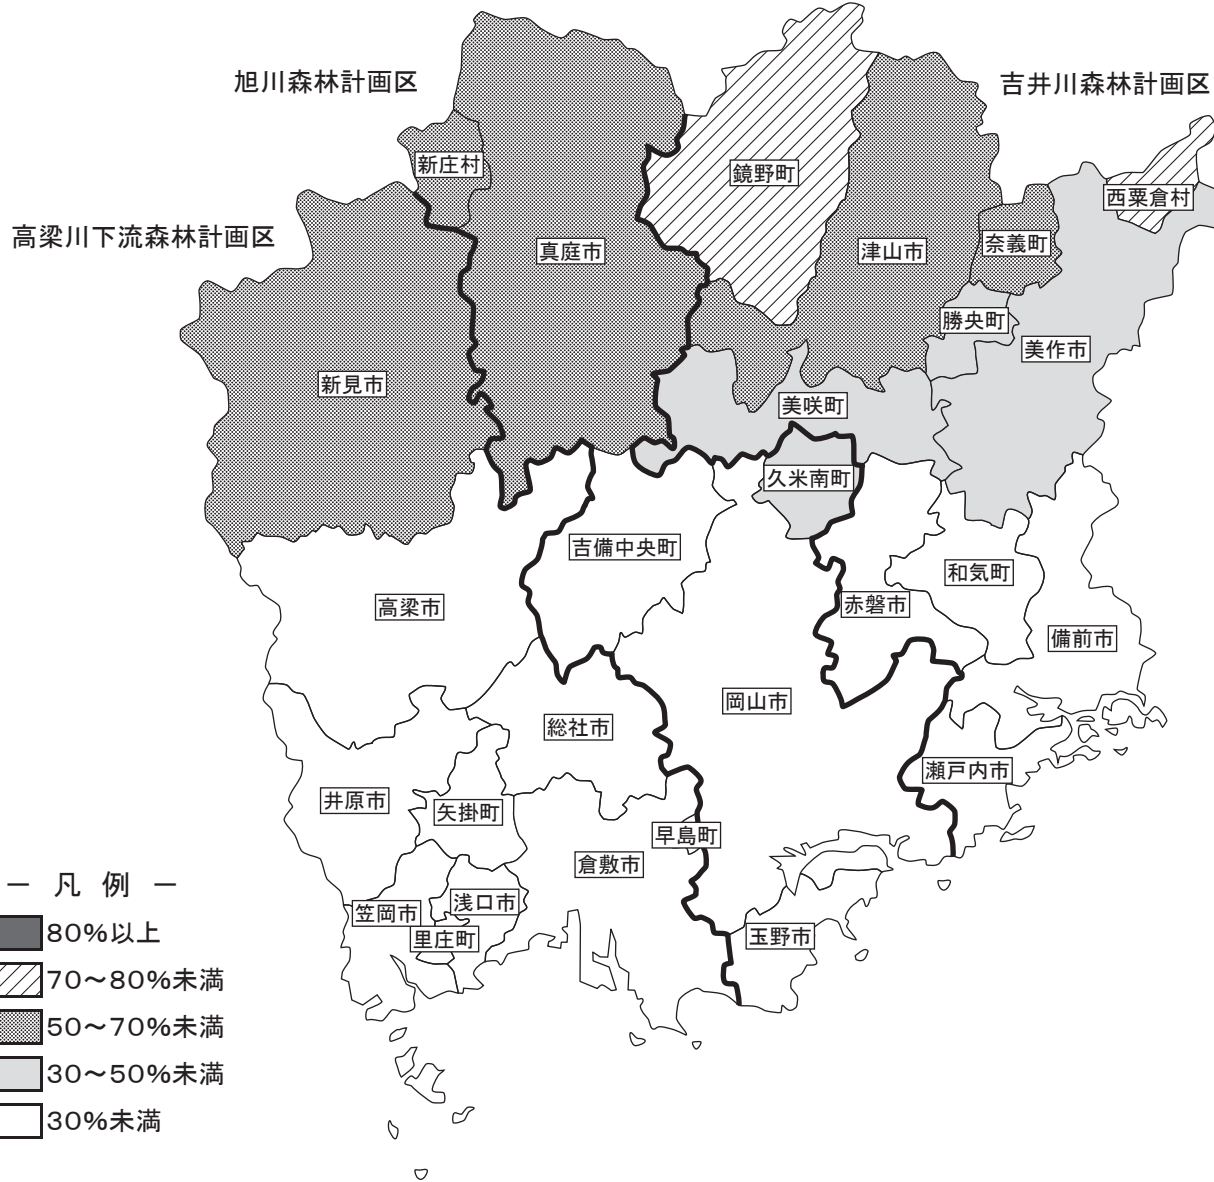 旭川森林計画区
吉井川森林計画区
新庄村
鏡野町
西粟倉村
高梁川下流森林計画区
真庭市
津山市
奈義町
勝央町
美作市
新見市
美咲町
久米南町
吉備中央町
和気町
高梁市
赤磐市
備前市
岡山市
総社市
瀬戸内市
井原市
矢掛町
早島町
倉敷市
浅口市
笠岡市
里庄町
玉野市
－ 凡 例 －
80%以上
70～80%未満
50～70%未満
30～50%未満
30%未満